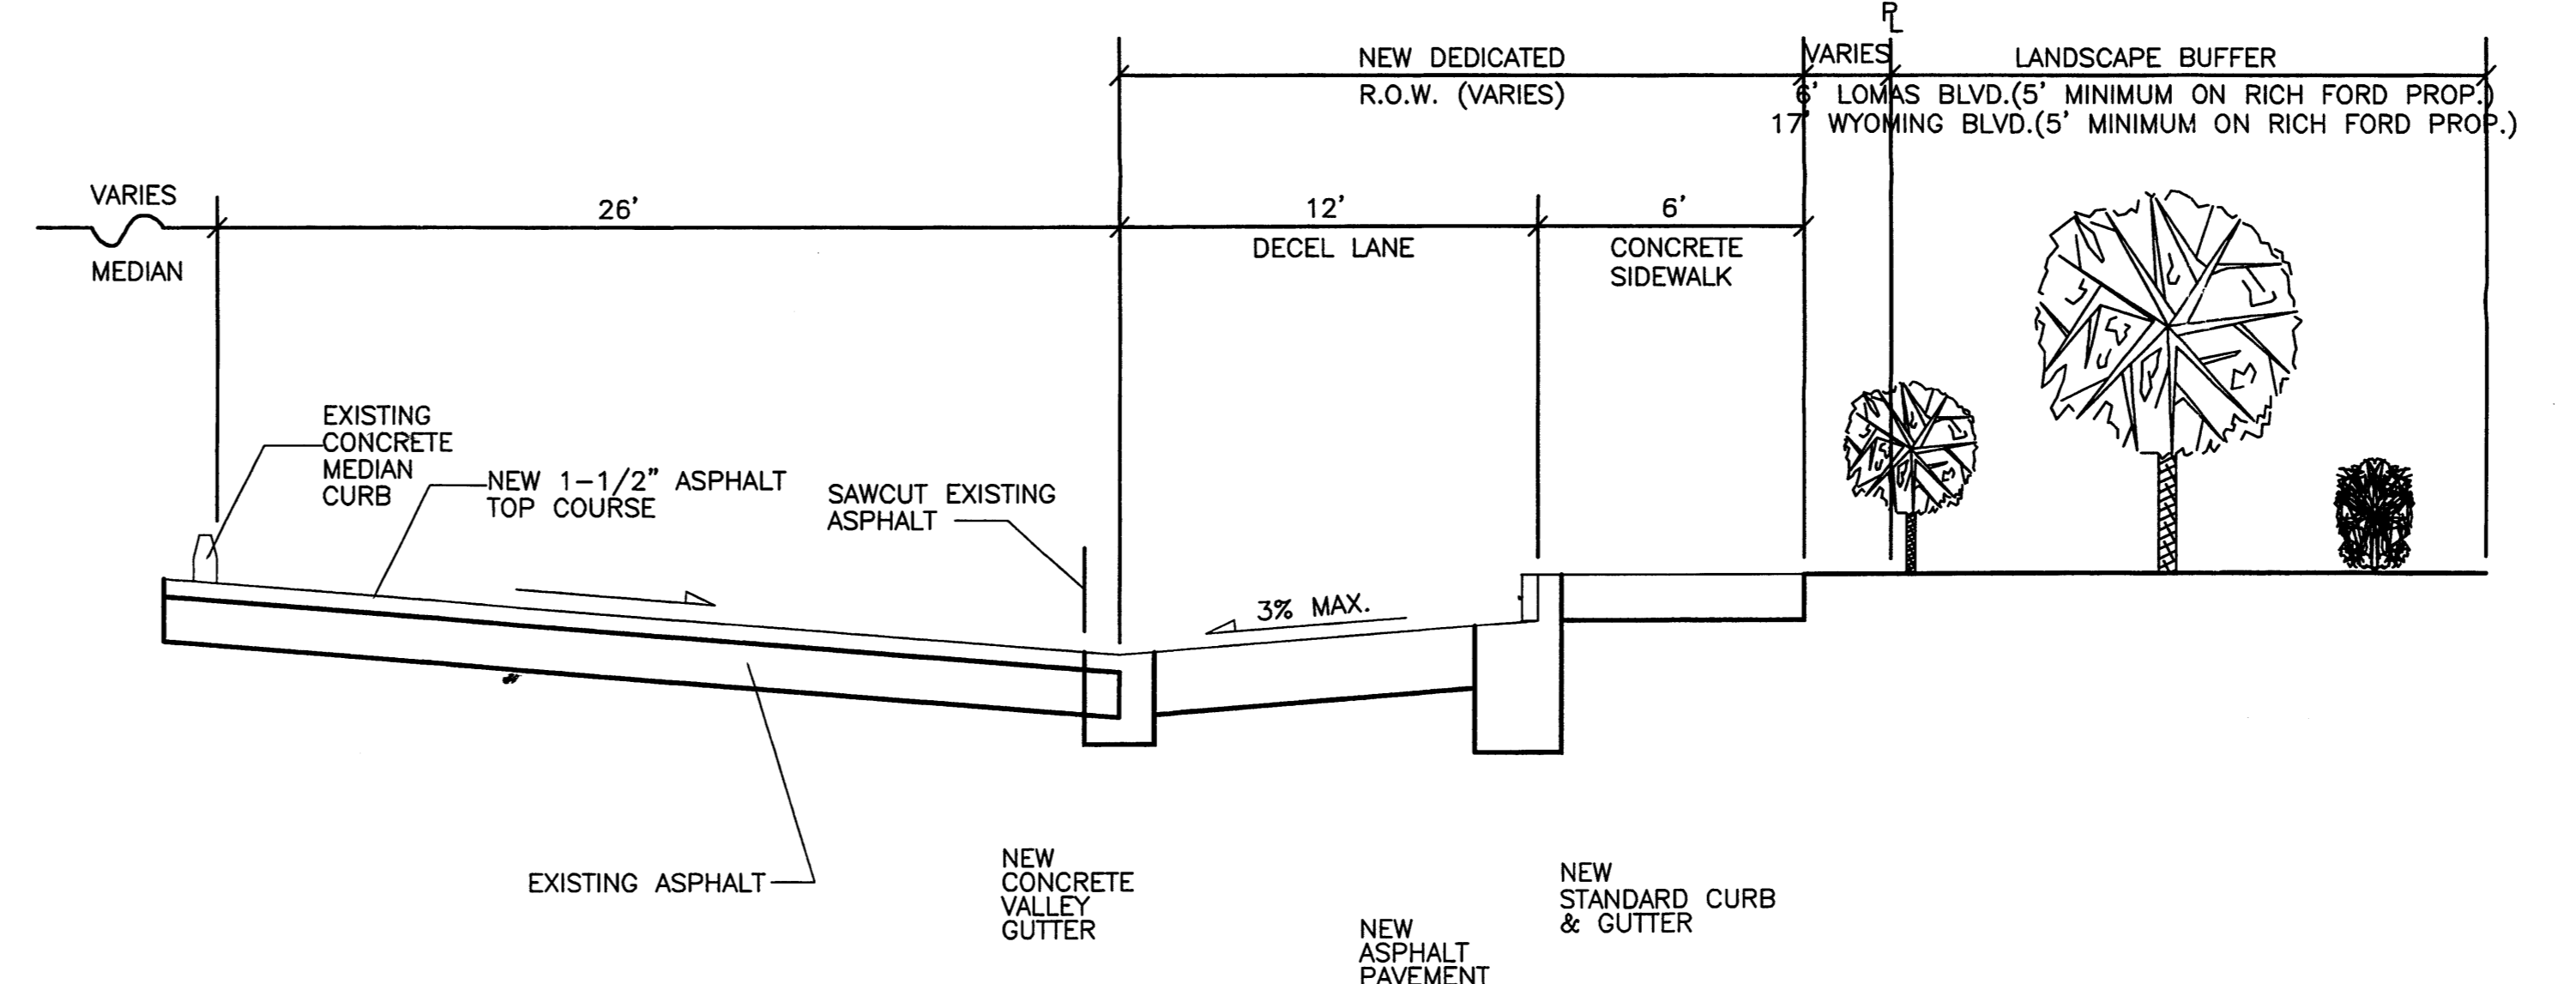 PL
NEW DEDICATED
R.O.W. (VARIES)
VARIES
LANDSCAPE BUFFER
6' LOMAS BLVD.(5' MINIMUM ON RICH FORD PROP.)
17' WYOMING BLVD.(5' MINIMUM ON RICH FORD PROP.)
VARIES
MEDIAN
26'
12'
DECEL LANE
6'
CONCRETE
SIDEWALK
EXISTING
CONCRETE
MEDIAN
CURB
NEW 1-1/2" ASPHALT
TOP COURSE
SAWCUT EXISTING
ASPHALT
3% MAX.
EXISTING ASPHALT
NEW
CONCRETE
VALLEY
GUTTER
NEW
ASPHALT
PAVEMENT
NEW
STANDARD CURB
& GUTTER